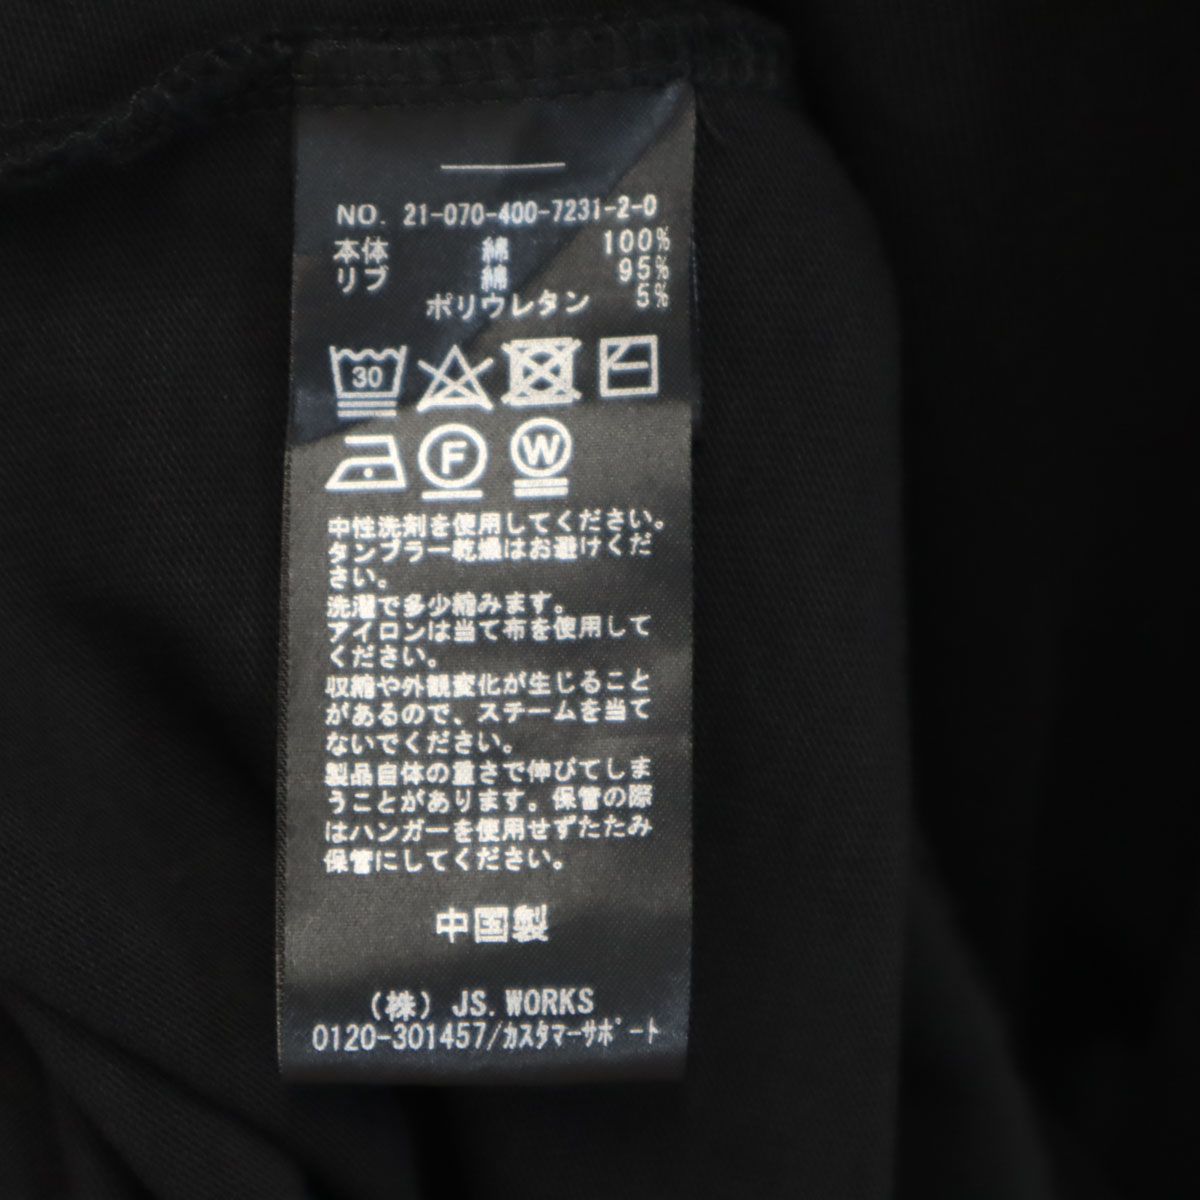 NO. 21-070-400-7231-2-0
本体 綿 100%
リブ 綿 95%
ポリウレタン 5%
30
F W
中性洗剤を使用してください。
タンブラー乾燥はお避けくだ
さい。
洗濯で多少縮みます。
アイロンは当て布を使用して
ください。
収縮や外観変化が生じること
があるので、スチームを当て
ないでください。
製品自体の重さで伸びてしま
うことがあります。保管の際
はハンガーを使用せずたたみ
保管にしてください。
中国製
(株) JS.WORKS
0120-301457/カスタマーサポート